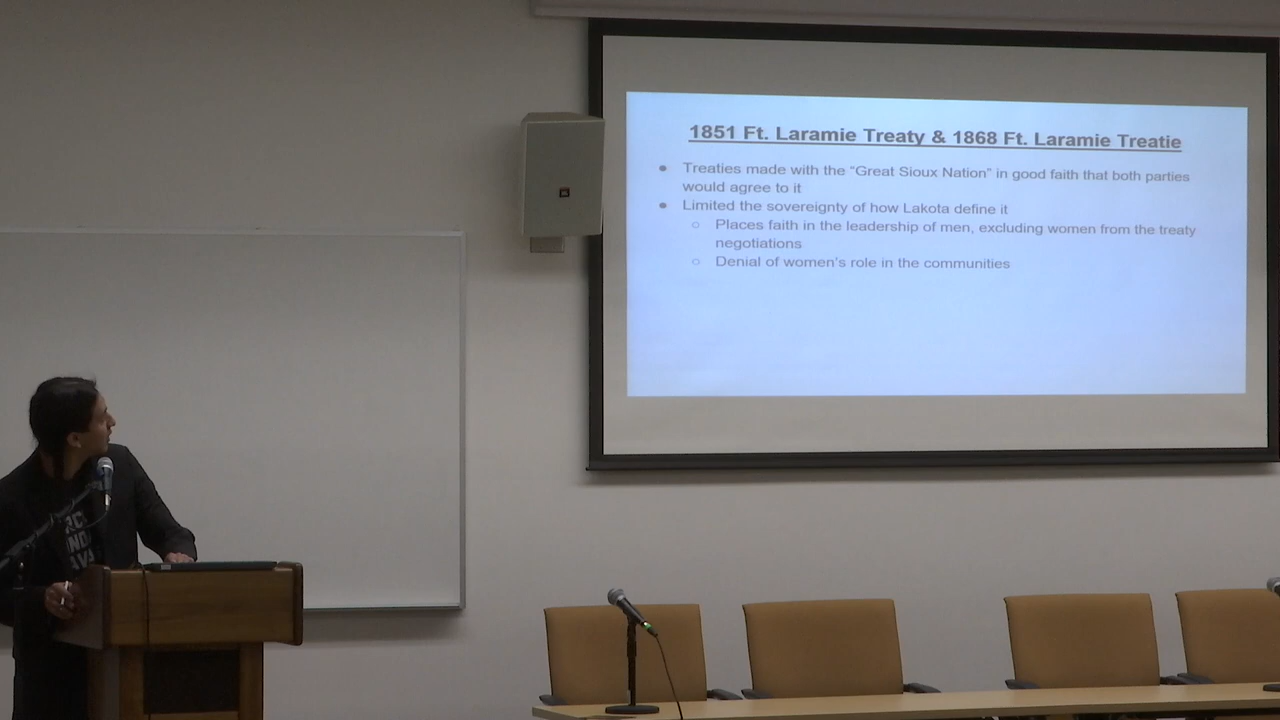 1851 Ft. Laramie Treaty & 1868 Ft. Laramie Treatie
Treaties made with the “Great Sioux Nation” in good faith that both parties
would agree to it
Limited the sovereignty of how Lakota define it
Places faith in the leadership of men, excluding women from the treaty
negotiations
Denial of women’s role in the communities